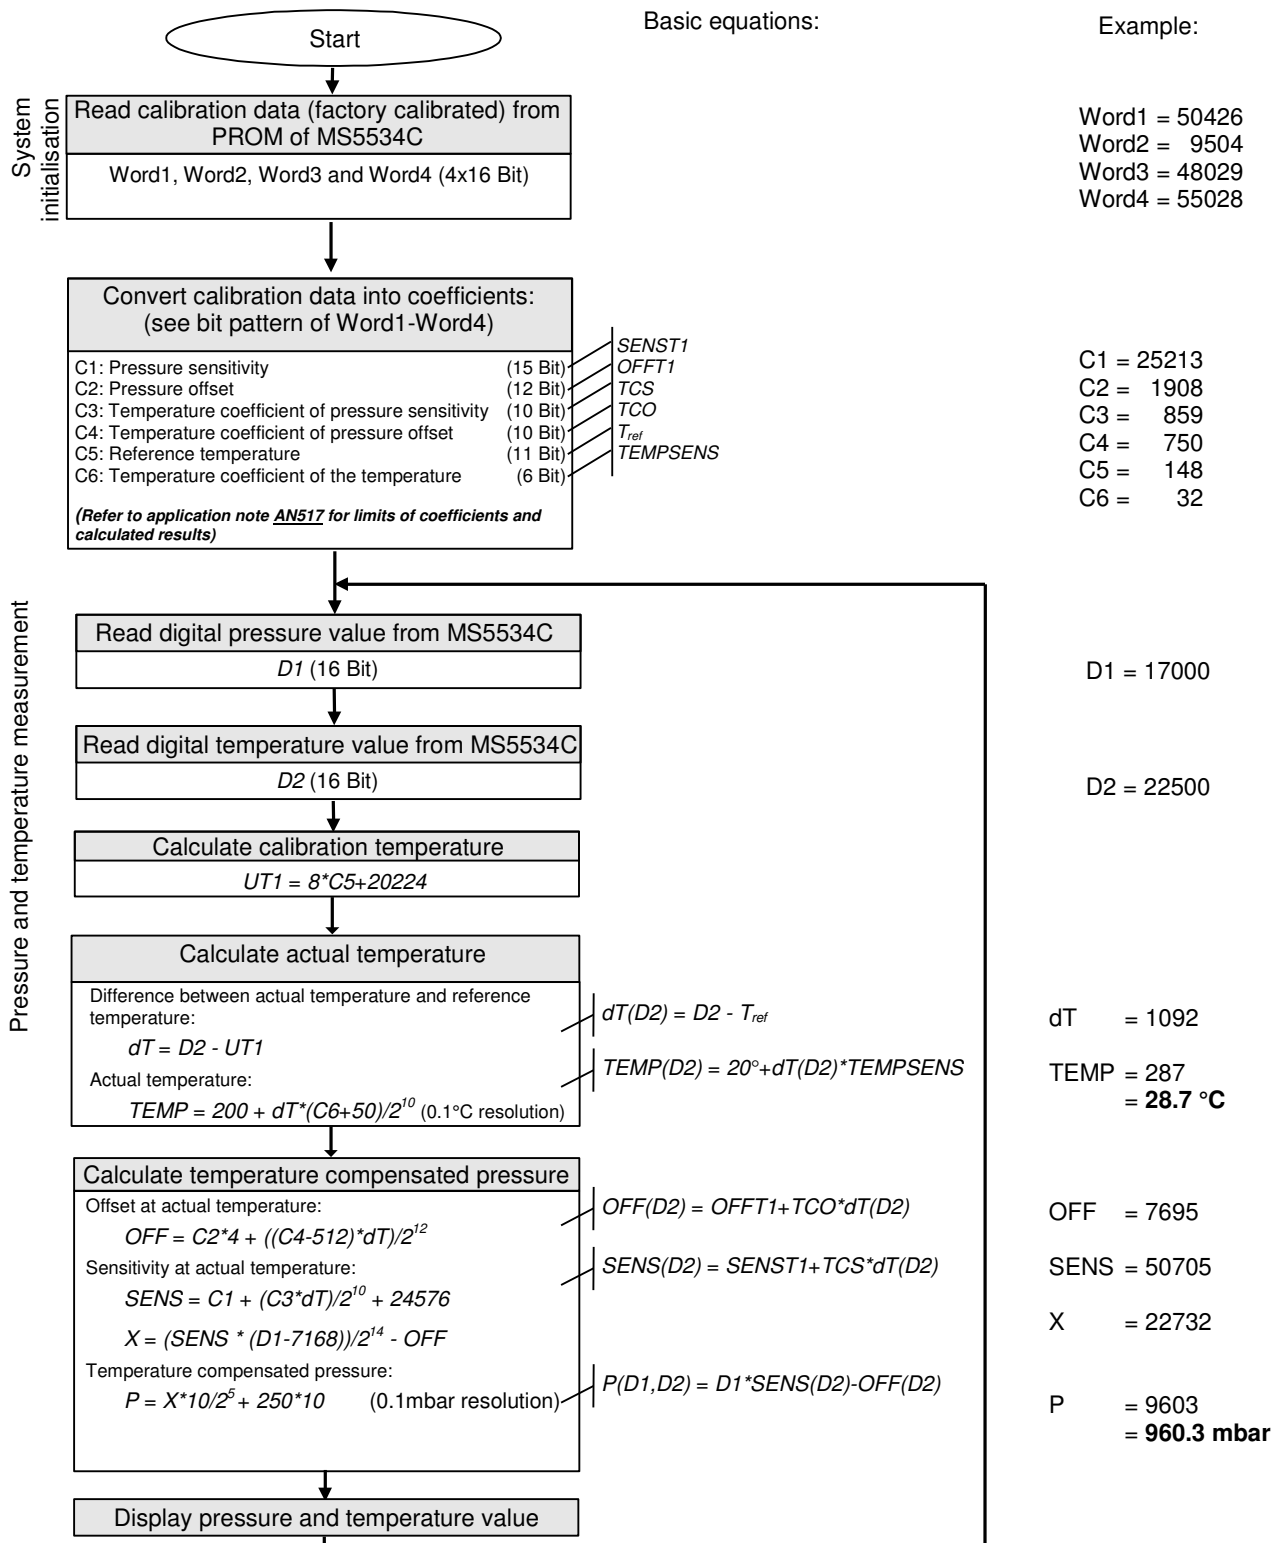 Start
Basic equations:
Example:
System
initialisation
Read calibration data (factory calibrated) from
PROM of MS5534C
Word1, Word2, Word3 and Word4 (4x16 Bit)
Word1 = 50426
Word2 = 9504
Word3 = 48029
Word4 = 55028
Convert calibration data into coefficients:
(see bit pattern of Word1-Word4)
C1: Pressure sensitivity (15 Bit) SENST1
C2: Pressure offset (12 Bit) OFFT1
C3: Temperature coefficient of pressure sensitivity (10 Bit) TCS
C4: Temperature coefficient of pressure offset (10 Bit) TCO
C5: Reference temperature (11 Bit) Tref
C6: Temperature coefficient of the temperature (6 Bit) TEMPSENS
(Refer to application note AN517 for limits of coefficients and
calculated results)
C1 = 25213
C2 = 1908
C3 = 859
C4 = 750
C5 = 148
C6 = 32
Pressure and temperature measurement
Read digital pressure value from MS5534C
D1 (16 Bit)
D1 = 17000
Read digital temperature value from MS5534C
D2 (16 Bit)
D2 = 22500
Calculate calibration temperature
UT1 = 8*C5+20224
Calculate actual temperature
Difference between actual temperature and reference
temperature:
dT = D2 - UT1
dT(D2) = D2 - Tref
dT = 1092
Actual temperature:
TEMP = 200 + dT*(C6+50)/2^10 (0.1°C resolution)
TEMP(D2) = 20°+dT(D2)*TEMPSENS
TEMP = 287
= 28.7 °C
Calculate temperature compensated pressure
Offset at actual temperature:
OFF = C2*4 + ((C4-512)*dT)/2^12
OFF(D2) = OFFT1+TCO*dT(D2)
OFF = 7695
Sensitivity at actual temperature:
SENS = C1 + (C3*dT)/2^10 + 24576
SENS(D2) = SENST1+TCS*dT(D2)
SENS = 50705
X = (SENS * (D1-7168))/2^14 - OFF
X = 22732
Temperature compensated pressure:
P = X*10/2^5 + 250*10 (0.1mbar resolution)
P(D1,D2) = D1*SENS(D2)-OFF(D2)
P = 9603
= 960.3 mbar
Display pressure and temperature value